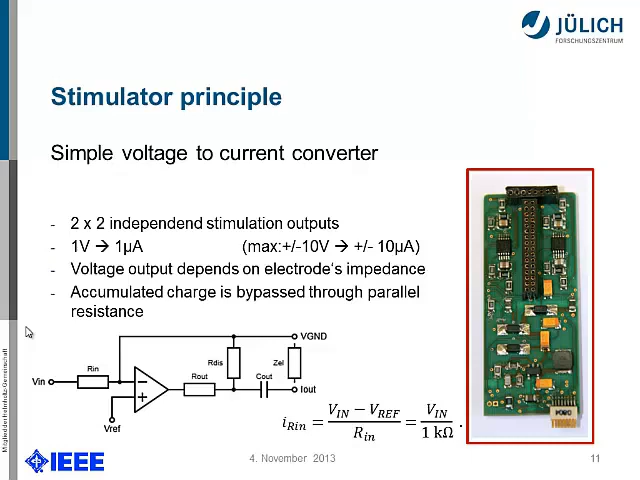 JÜLICH
FORSCHUNGSZENTRUM
Stimulator principle
Simple voltage to current converter
- 2 x 2 independend stimulation outputs
- 1V → 1µA (max:+/-10V → +/- 10µA)
- Voltage output depends on electrode's impedance
- Accumulated charge is bypassed through parallel
resistance
VGND
Rin
Rdis
Zel
Vin
Rout
Cout
Iout
Vref
i_Rin = (V_IN − V_REF) / R_in = V_IN / 1 kΩ .
Mitglied der Helmholtz-Gemeinschaft
IEEE
4. November 2013
11